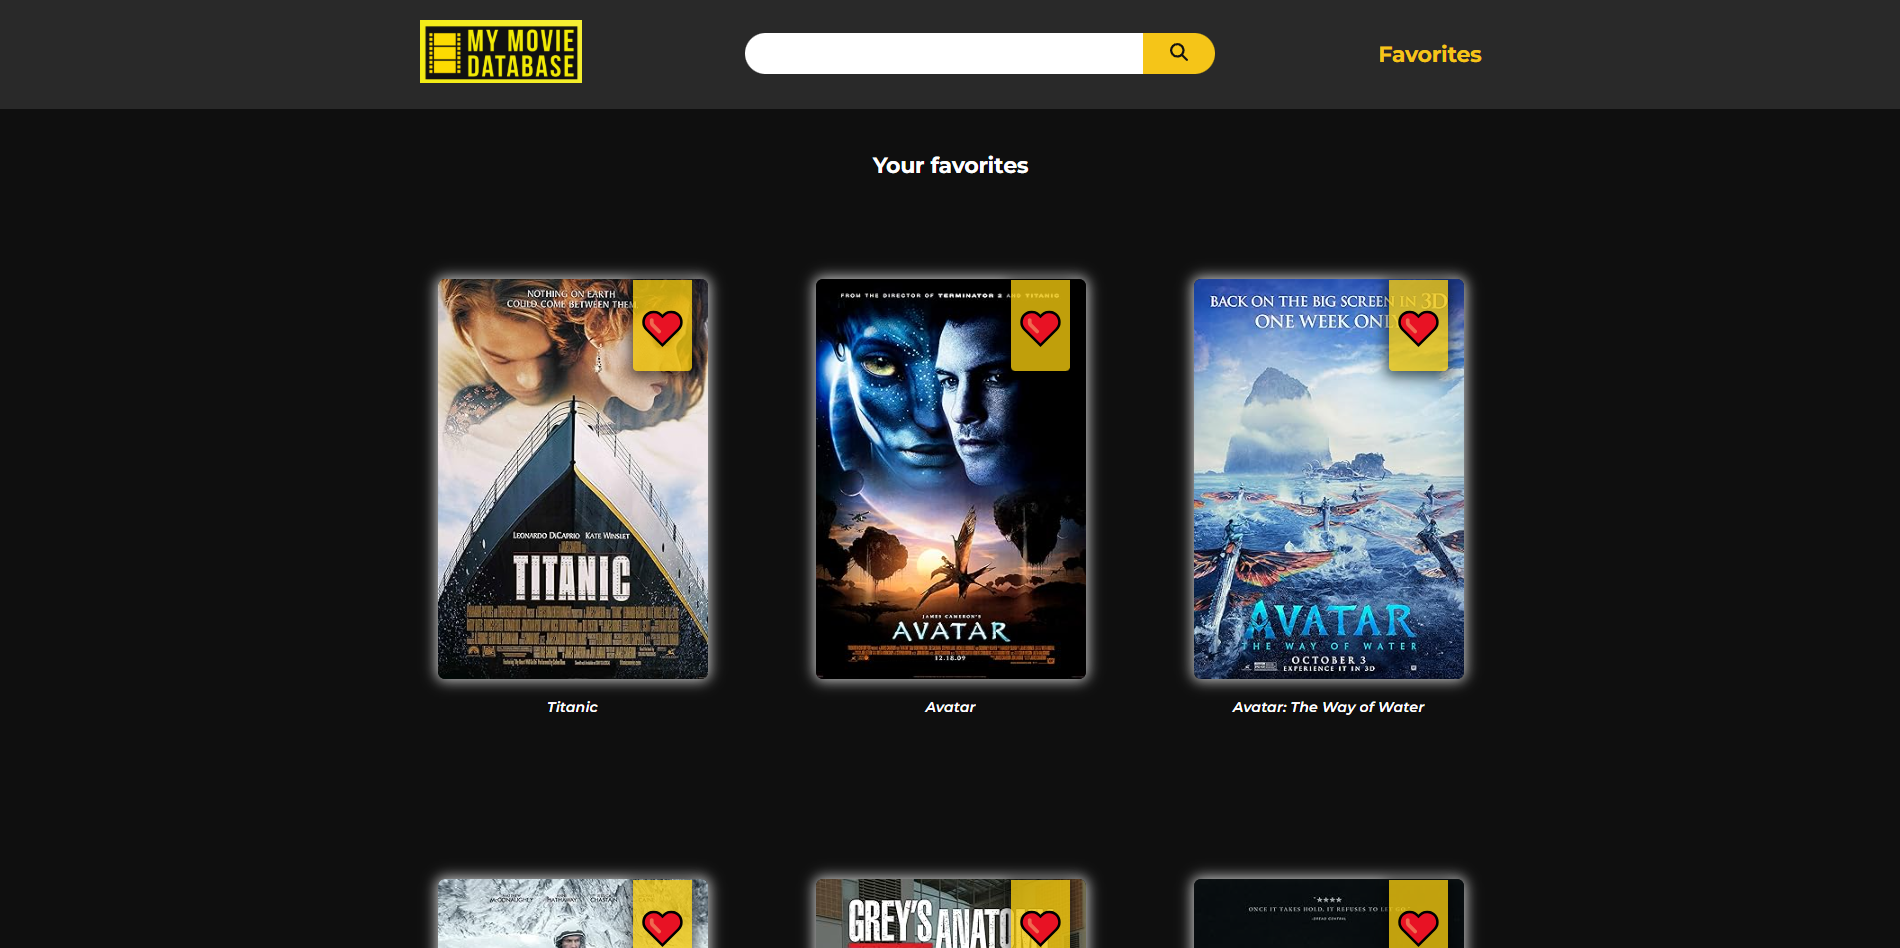 MY MOVIE
DATABASE
Favorites
Your favorites
NOTHING ON EARTH
COULD COME BETWEEN THEM
LEONARDO DICAPRIO KATE WINSLET
TITANIC
FROM THE DIRECTOR OF TERMINATOR 2 AND TITANIC
JAMES CAMERON'S
AVATAR
12.18.09
BACK ON THE BIG SCREEN IN 3D
ONE WEEK ONLY
AVATAR
THE WAY OF WATER
OCTOBER 3
EXPERIENCE IT IN 3D
Titanic
Avatar
Avatar: The Way of Water
McCONAUGHEY HATHAWAY CHASTAIN
GREY'S ANATO
ONCE IT TAKES HOLD, IT REFUSES TO